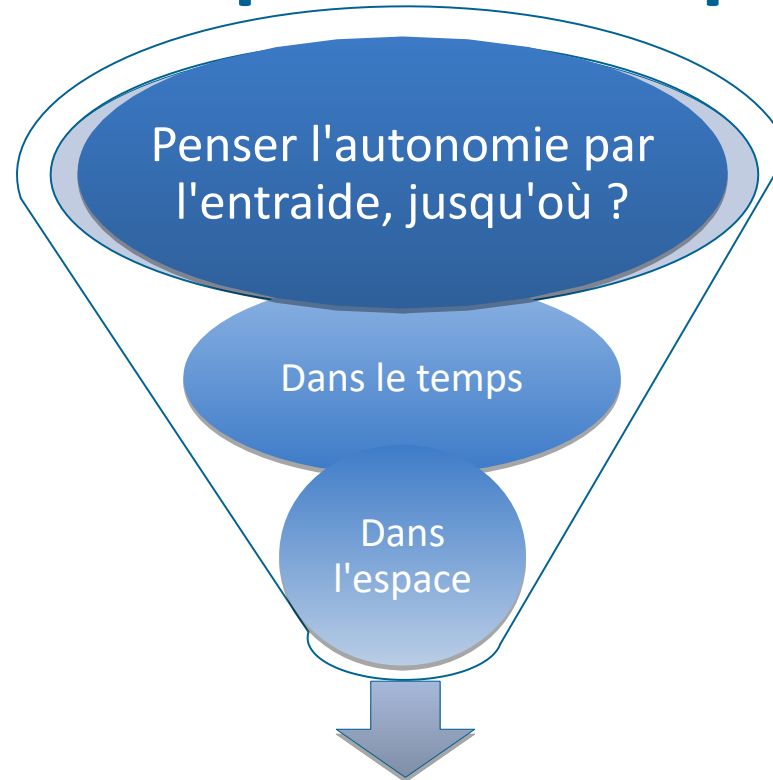 Penser l'autonomie par
l'entraide, jusqu'où ?
Dans le temps
Dans
l'espace